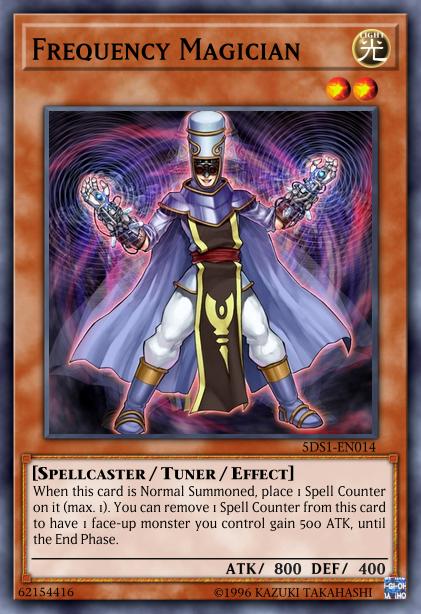 FREQUENCY MAGICIAN
LIGHT
光
5DS1-EN014
[SPELLCASTER / TUNER / EFFECT]
When this card is Normal Summoned, place 1 Spell Counter
on it (max. 1). You can remove 1 Spell Counter from this card
to have 1 face-up monster you control gain 500 ATK, until
the End Phase.
ATK/ 800 DEF/ 400
62154416 ©1996 KAZUKI TAKAHASHI